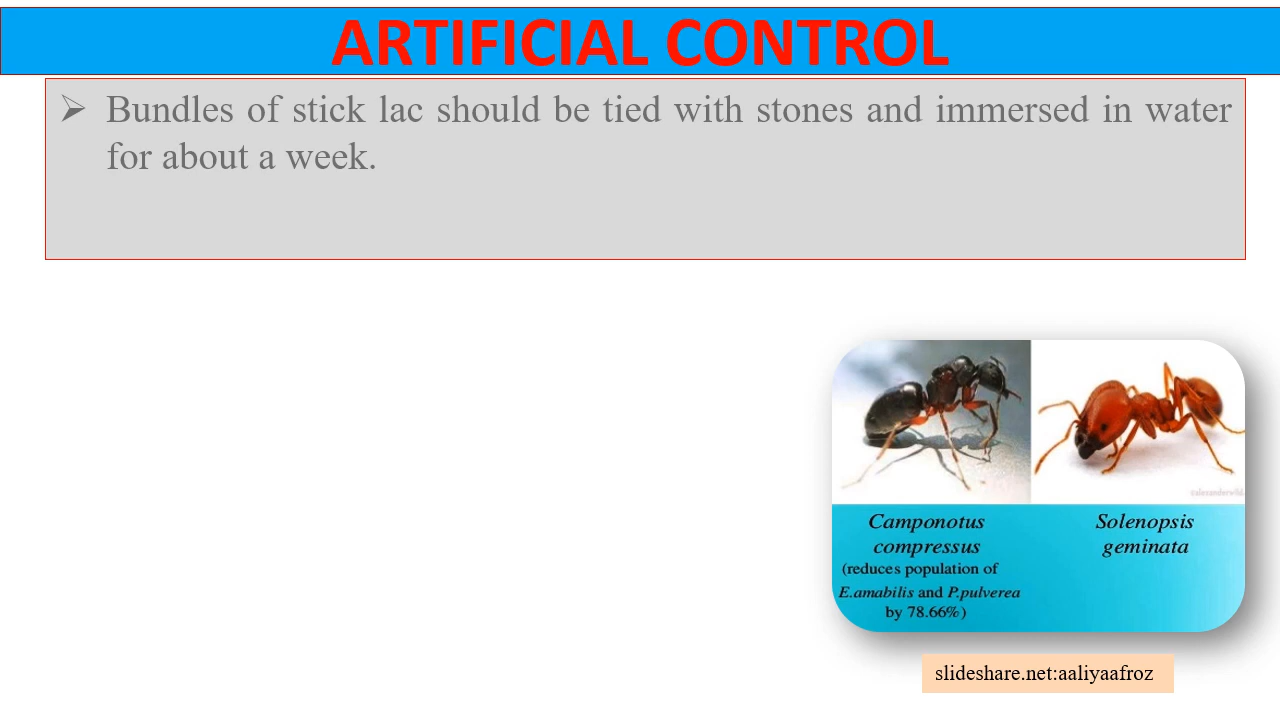 ARTIFICIAL CONTROL
➢ Bundles of stick lac should be tied with stones and immersed in water
for about a week.
Camponotus
compressus
(reduces population of
E.amabilis and P.pulverea
by 78.66%)
Solenopsis
geminata
slideshare.net:aaliyaafroz